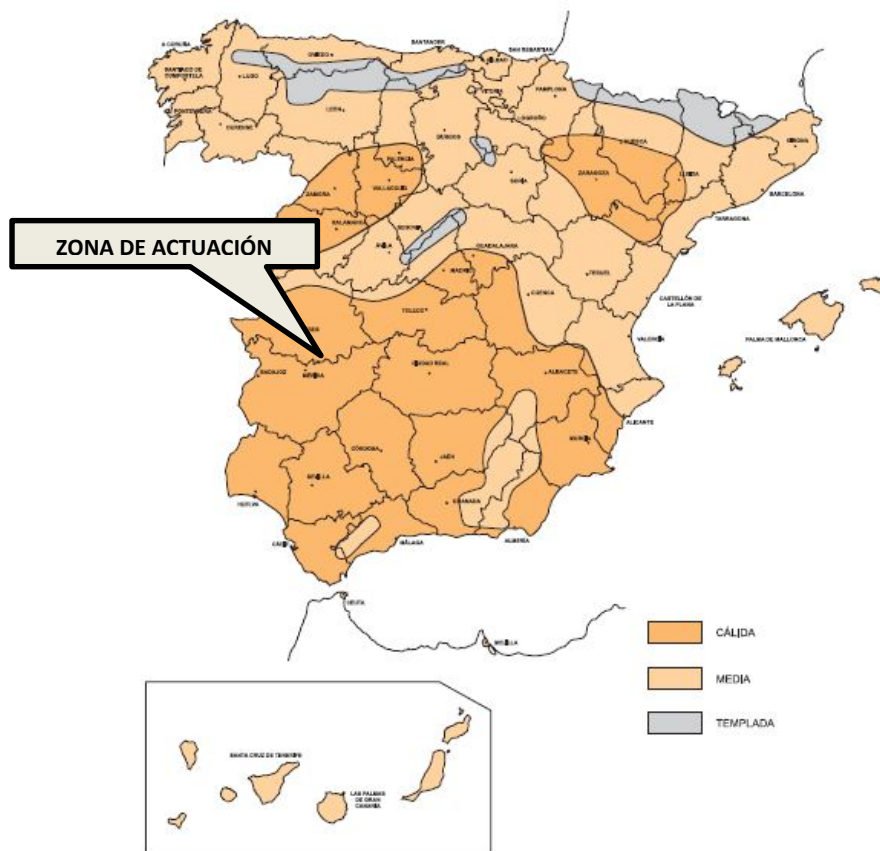 A CORUÑA
OVIEDO
SANTANDER
SAN SEBASTIAN
BILBAO
SANTIAGO DE
COMPOSTELA
LUGO
VITORIA
PAMPLONA
PONTEVEDRA
LEON
LOGROÑO
OURENSE
BURGOS
HUESCA
GIRONA
PALENCIA
ZAMORA
VALLADOLID
SORIA
ZARAGOZA
LLEIDA
BARCELONA
TARRAGONA
SALAMANCA
SEGOVIA
ZONA DE ACTUACIÓN
ÁVILA
GUADALAJARA
MADRID
TERUEL
CUENCA
CASTELLÓN DE
LA PLANA
TOLEDO
VALENCIA
PALMA DE MALLORCA
BADAJOZ
MÉRIDA
CIUDAD REAL
ALBACETE
ALICANTE
CÓRDOBA
JAÉN
MURCIA
SEVILLA
HUELVA
GRANADA
CÁDIZ
MÁLAGA
ALMERÍA
CEUTA
MELILLA
CÁLIDA
MEDIA
TEMPLADA
SANTA CRUZ DE TENERIFE
LAS PALMAS
DE GRAN
CANARIA